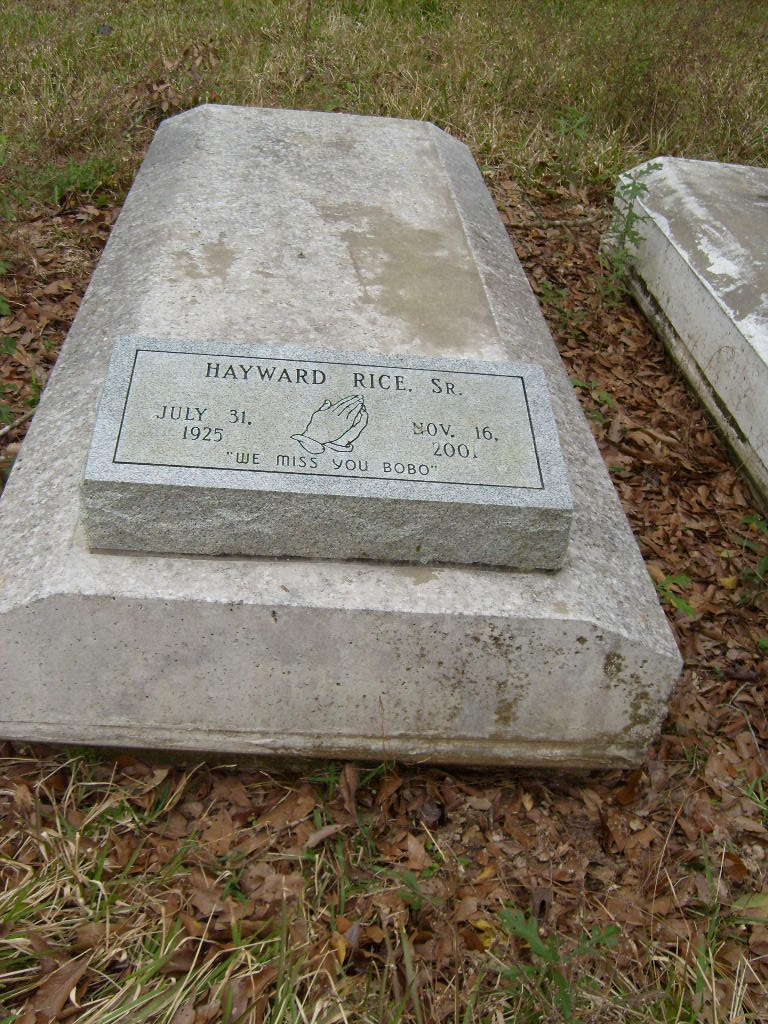 HAYWARD RICE, SR.
JULY 31, 1925
NOV. 16, 2001
"WE MISS YOU BOBO"